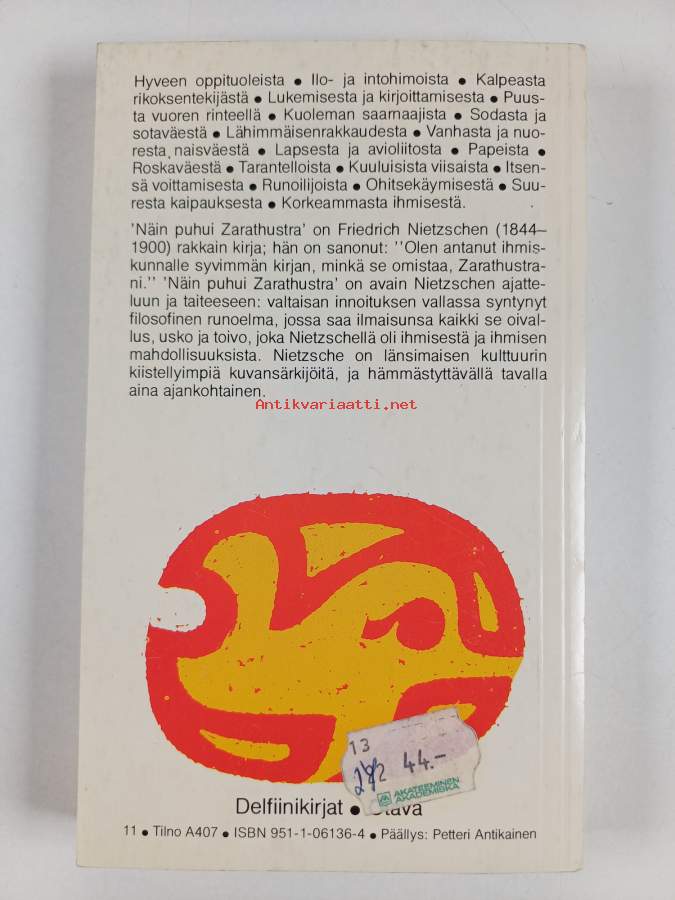 Hyveen oppituoleista ● Ilo- ja intohimoista ● Kalpeasta
rikoksentekijästä ● Lukemisesta ja kirjoittamisesta ● Puus-
ta vuoren rinteellä ● Kuoleman saarnaajista ● Sodasta ja
sotaväestä ● Lähimmäisenrakkaudesta ● Vanhasta ja nuo-
resta naisväestä ● Lapsesta ja avioliitosta ● Papeista ●
Roskaväestä ● Tarantelloista ● Kuuluisista viisaista ● Itsen-
sä voittamisesta ● Runoilijoista ● Ohitsekäymisestä ● Suu-
resta kaipauksesta ● Korkeammasta ihmisestä.
'Näin puhui Zarathustra' on Friedrich Nietzschen (1844–
1900) rakkain kirja; hän on sanonut: ''Olen antanut ihmis-
kunnalle syvimmän kirjan, minkä se omistaa, Zarathustra-
ni.'' 'Näin puhui Zarathustra' on avain Nietzschen ajatte-
luun ja taiteeseen: valtaisan innoituksen vallassa syntynyt
filosofinen runoelma, jossa saa ilmaisunsa kaikki se oival-
lus, usko ja toivo, joka Nietzschellä oli ihmisestä ja ihmisen
mahdollisuuksista. Nietzsche on länsimaisen kulttuurin
kiistellyimpiä kuvansärkijöitä, ja hämmästyttävällä tavalla
aina ajankohtainen.
Antikvariaatti.net
13
44.-
AKATEEMINEN
AKADEMISKA
Delfiinikirjat ● Otava
11 ● Tilno A407 ● ISBN 951-1-06136-4 ● Päällys: Petteri Antikainen